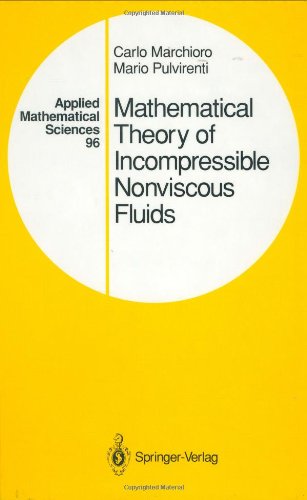 Carlo Marchioro
Mario Pulvirenti
Applied
Mathematical
Sciences
96
Mathematical
Theory of
Incompressible
Nonviscous
Fluids
Springer-Verlag